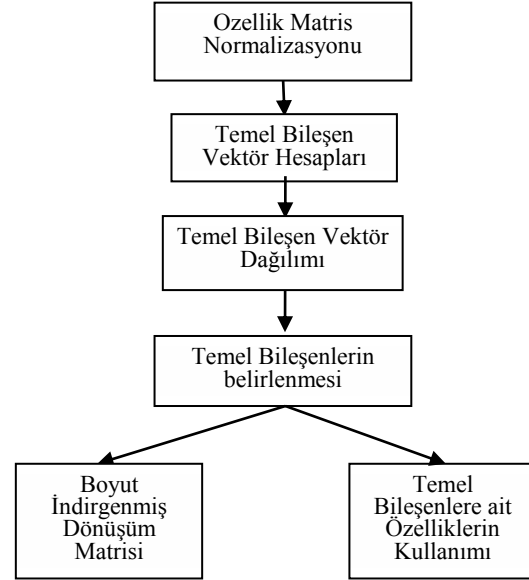 Ozellik Matris
Normalizasyonu
Temel Bileşen
Vektör Hesapları
Temel Bileşen Vektör
Dağılımı
Temel Bileşenlerin
belirlenmesi
Boyut
İndirgenmiş
Dönüşüm
Matrisi
Temel
Bileşenlere ait
Özelliklerin
Kullanımı